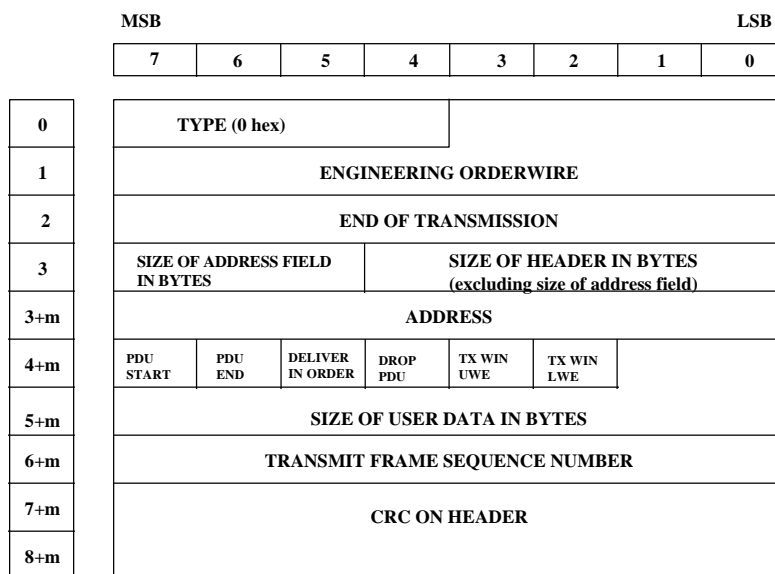 MSB LSB
7 6 5 4 3 2 1 0
0 TYPE (0 hex)
1 ENGINEERING ORDERWIRE
2 END OF TRANSMISSION
3 SIZE OF ADDRESS FIELD IN BYTES SIZE OF HEADER IN BYTES (excluding size of address field)
3+m ADDRESS
4+m PDU START PDU END DELIVER IN ORDER DROP PDU TX WIN UWE TX WIN LWE
5+m SIZE OF USER DATA IN BYTES
6+m TRANSMIT FRAME SEQUENCE NUMBER
7+m CRC ON HEADER
8+m